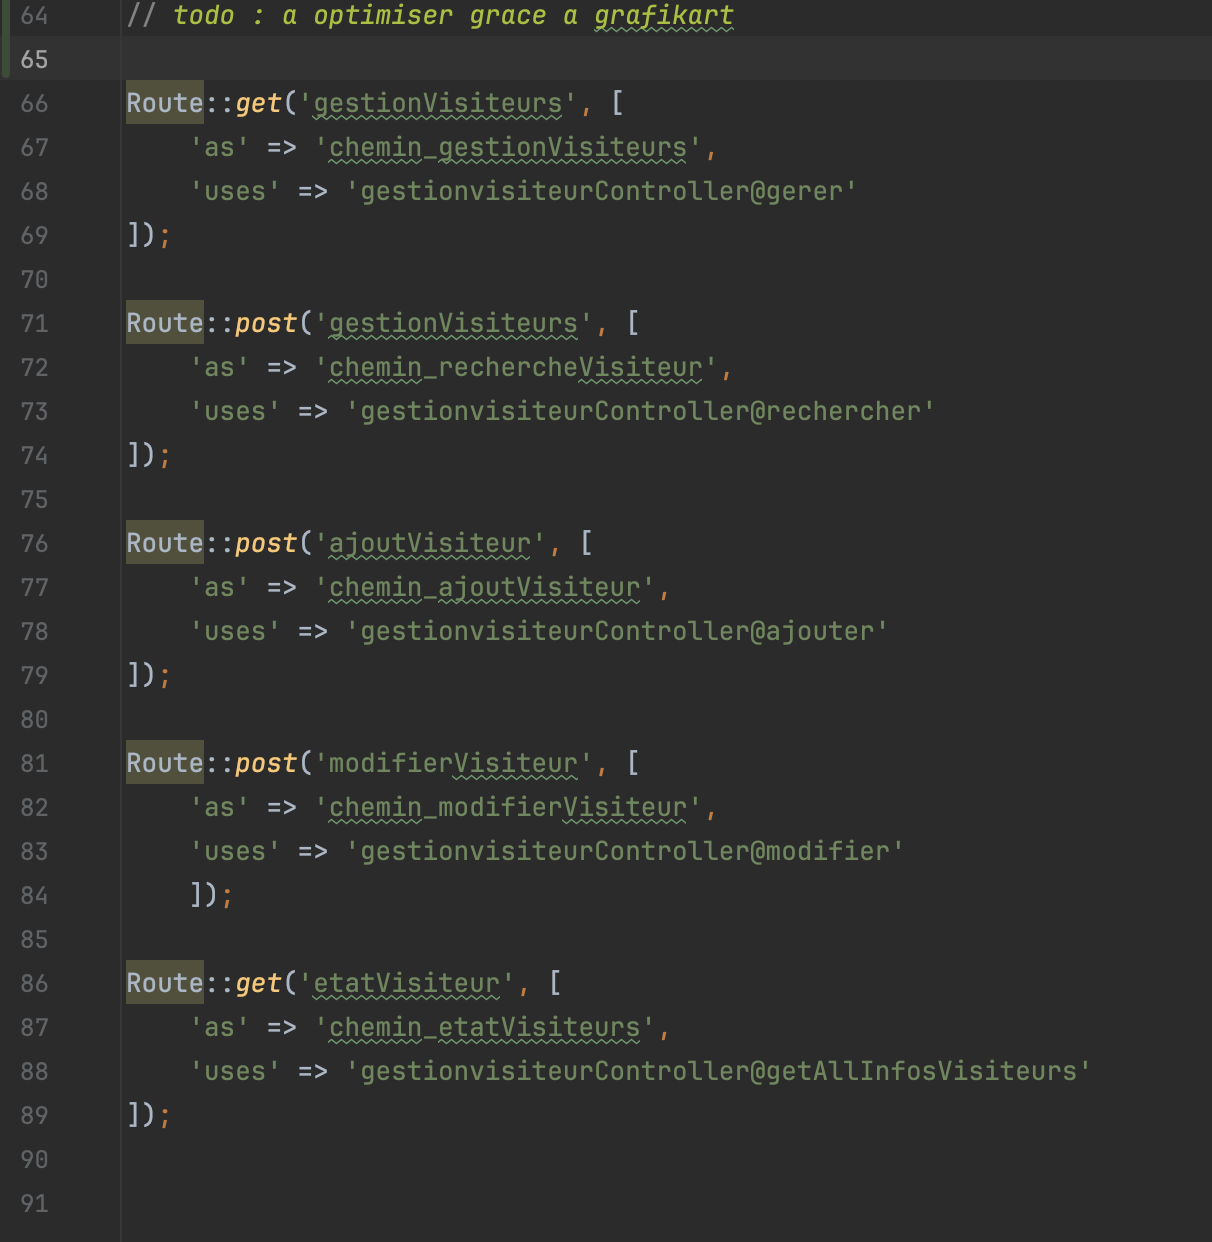 64 // todo : a optimiser grace a grafikart
65
66 Route::get('gestionVisiteurs', [
67     'as' => 'chemin_gestionVisiteurs',
68     'uses' => 'gestionvisiteurController@gerer'
69 ]);
70
71 Route::post('gestionVisiteurs', [
72     'as' => 'chemin_rechercheVisiteur',
73     'uses' => 'gestionvisiteurController@rechercher'
74 ]);
75
76 Route::post('ajoutVisiteur', [
77     'as' => 'chemin_ajoutVisiteur',
78     'uses' => 'gestionvisiteurController@ajouter'
79 ]);
80
81 Route::post('modifierVisiteur', [
82     'as' => 'chemin_modifierVisiteur',
83     'uses' => 'gestionvisiteurController@modifier'
84     ]);
85
86 Route::get('etatVisiteur', [
87     'as' => 'chemin_etatVisiteurs',
88     'uses' => 'gestionvisiteurController@getAllInfosVisiteurs'
89 ]);
90
91